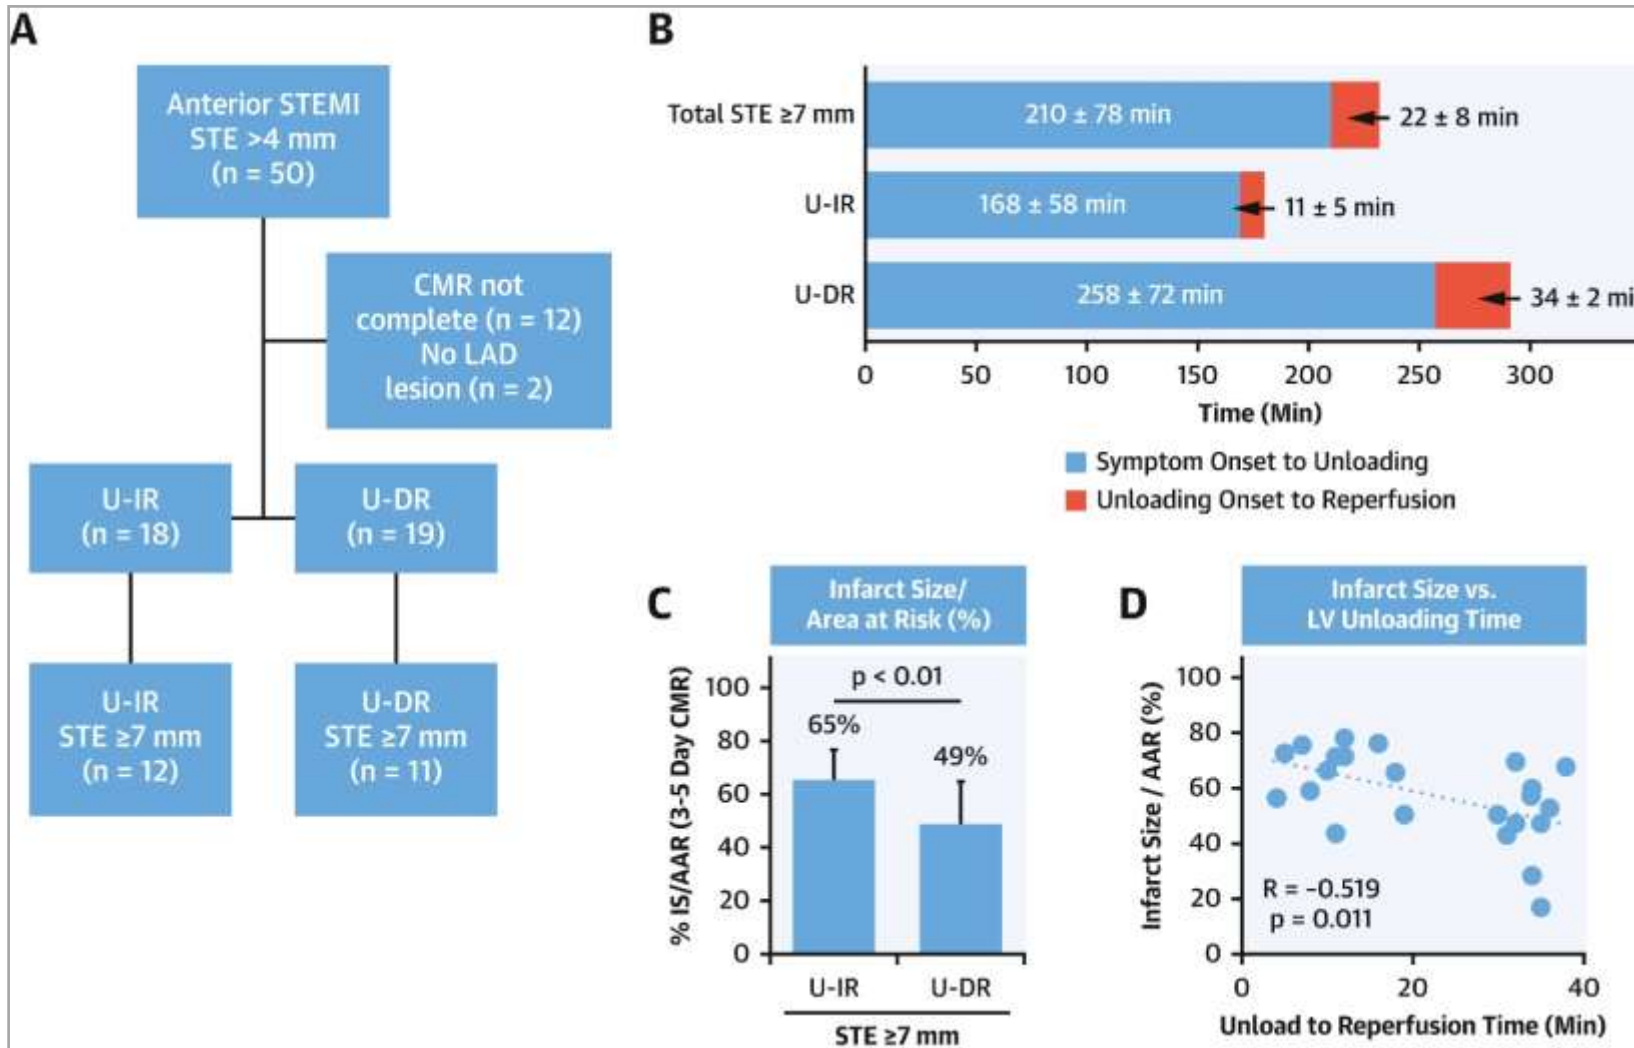 A
Anterior STEMI
STE >4 mm
(n = 50)
CMR not
complete (n = 12)
No LAD
lesion (n = 2)
U-IR
(n = 18)
U-DR
(n = 19)
U-IR
STE ≥7 mm
(n = 12)
U-DR
STE ≥7 mm
(n = 11)
B
Total STE ≥7 mm
210 ± 78 min
22 ± 8 min
U-IR
168 ± 58 min
11 ± 5 min
U-DR
258 ± 72 min
34 ± 2 mi
0 50 100 150 200 250 300
Time (Min)
Symptom Onset to Unloading
Unloading Onset to Reperfusion
C
Infarct Size/
Area at Risk (%)
% IS/AAR (3-5 Day CMR)
100
80
60
40
20
0
p < 0.01
65%
49%
U-IR U-DR
STE ≥7 mm
D
Infarct Size vs.
LV Unloading Time
Infarct Size / AAR (%)
100
80
60
40
20
0
R = −0.519
p = 0.011
0 20 40
Unload to Reperfusion Time (Min)